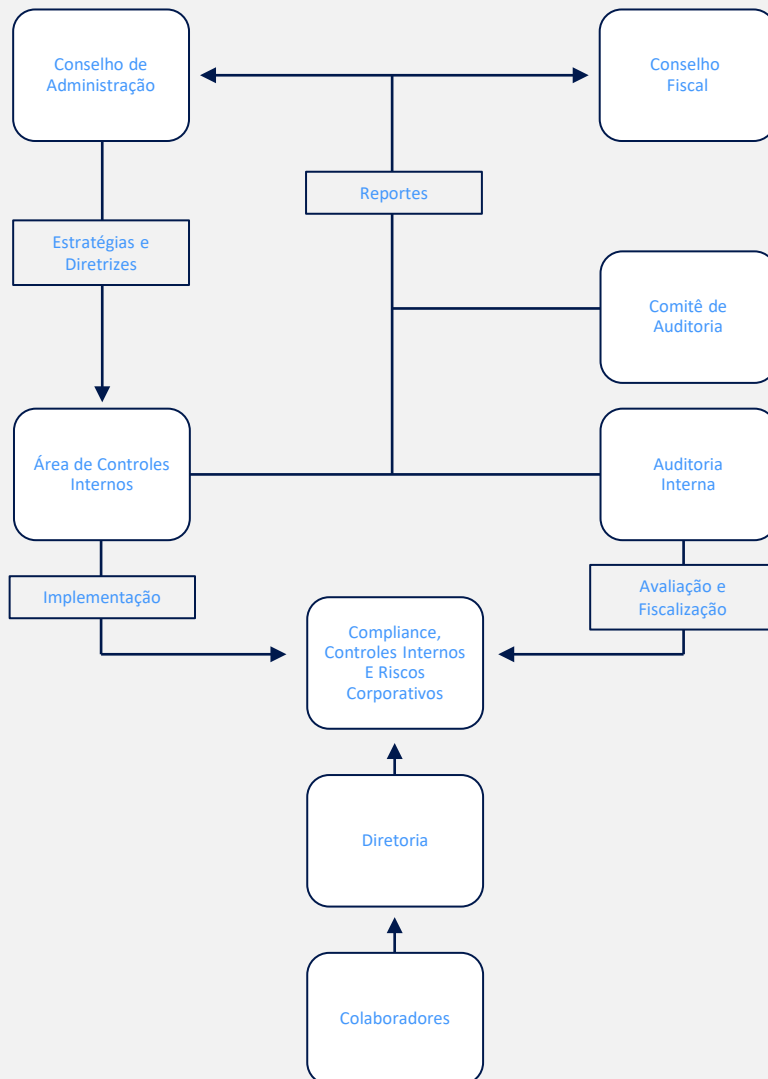 Conselho de
Administração
Conselho
Fiscal
Reportes
Estratégias e
Diretrizes
Comitê de
Auditoria
Área de Controles
Internos
Auditoria
Interna
Implementação
Avaliação e
Fiscalização
Compliance,
Controles Internos
E Riscos
Corporativos
Diretoria
Colaboradores